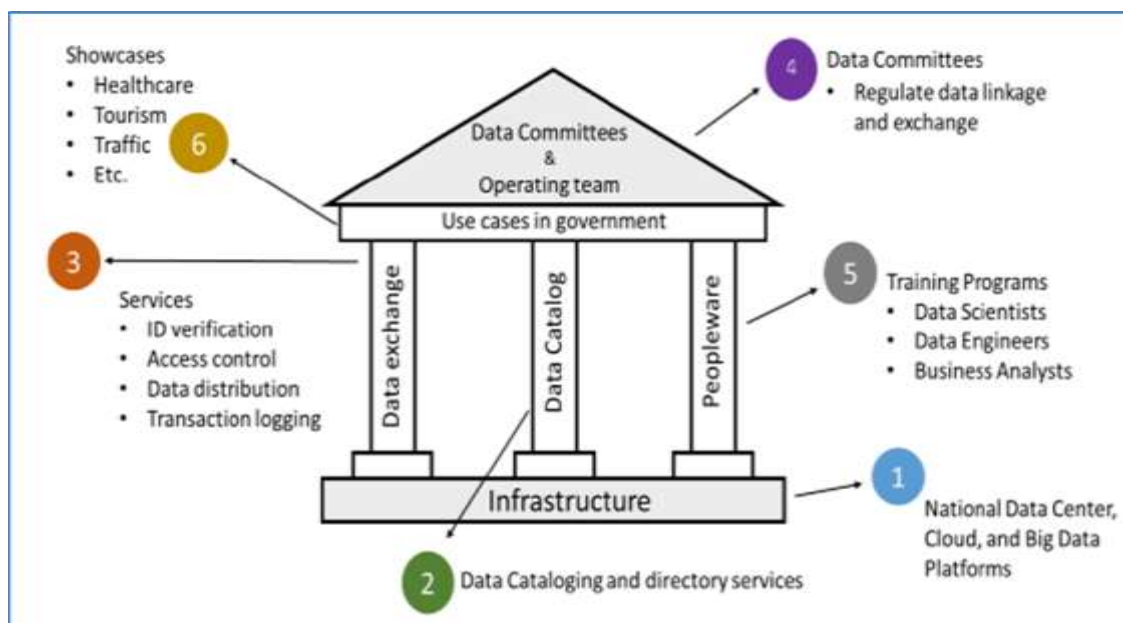 Showcases
• Healthcare
• Tourism
• Traffic
• Etc.
6
4
Data Committees
• Regulate data linkage
and exchange
Data Committees
&
Operating team
Use cases in government
3
Services
• ID verification
• Access control
• Data distribution
• Transaction logging
Data exchange
Data Catalog
Peopleware
5
Training Programs
• Data Scientists
• Data Engineers
• Business Analysts
Infrastructure
1
National Data Center,
Cloud, and Big Data
Platforms
2
Data Cataloging and directory services